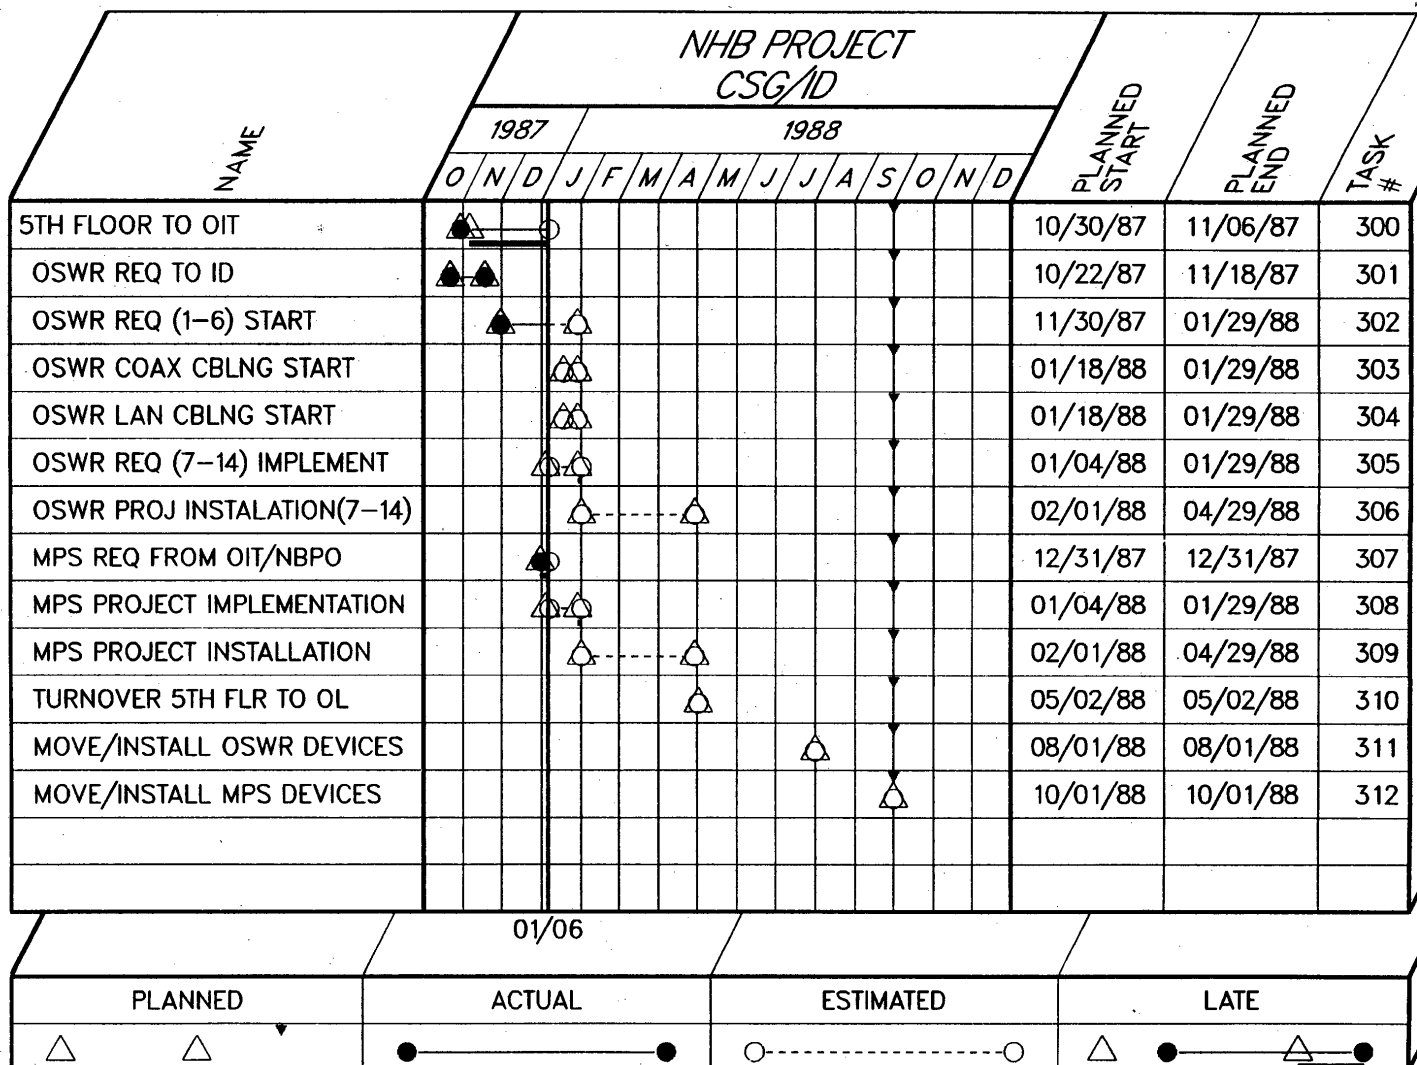 NHB PROJECT
CSG/ID
NAME
1987 1988
PLANNED START
PLANNED END
TASK #
O N D J F M A M J J A S O N D
5TH FLOOR TO OIT 10/30/87 11/06/87 300
OSWR REQ TO ID 10/22/87 11/18/87 301
OSWR REQ (1-6) START 11/30/87 01/29/88 302
OSWR COAX CBLNG START 01/18/88 01/29/88 303
OSWR LAN CBLNG START 01/18/88 01/29/88 304
OSWR REQ (7-14) IMPLEMENT 01/04/88 01/29/88 305
OSWR PROJ INSTALATION(7-14) 02/01/88 04/29/88 306
MPS REQ FROM OIT/NBPO 12/31/87 12/31/87 307
MPS PROJECT IMPLEMENTATION 01/04/88 01/29/88 308
MPS PROJECT INSTALLATION 02/01/88 04/29/88 309
TURNOVER 5TH FLR TO OL 05/02/88 05/02/88 310
MOVE/INSTALL OSWR DEVICES 08/01/88 08/01/88 311
MOVE/INSTALL MPS DEVICES 10/01/88 10/01/88 312
01/06
PLANNED ACTUAL ESTIMATED LATE